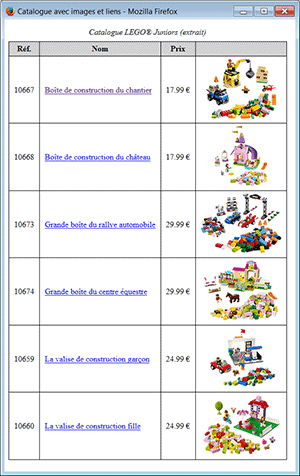 Catalogue avec images et liens - Mozilla Firefox
Catalogue LEGO® Juniors (extrait)
Réf. Nom Prix
10667 Boîte de construction du chantier 17.99 €
10668 Boîte de construction du château 17.99 €
10673 Grande boîte du rallye automobile 29.99 €
10674 Grande boîte du centre équestre 29.99 €
10659 La valise de construction garçon 24.99 €
10660 La valise de construction fille 24.99 €